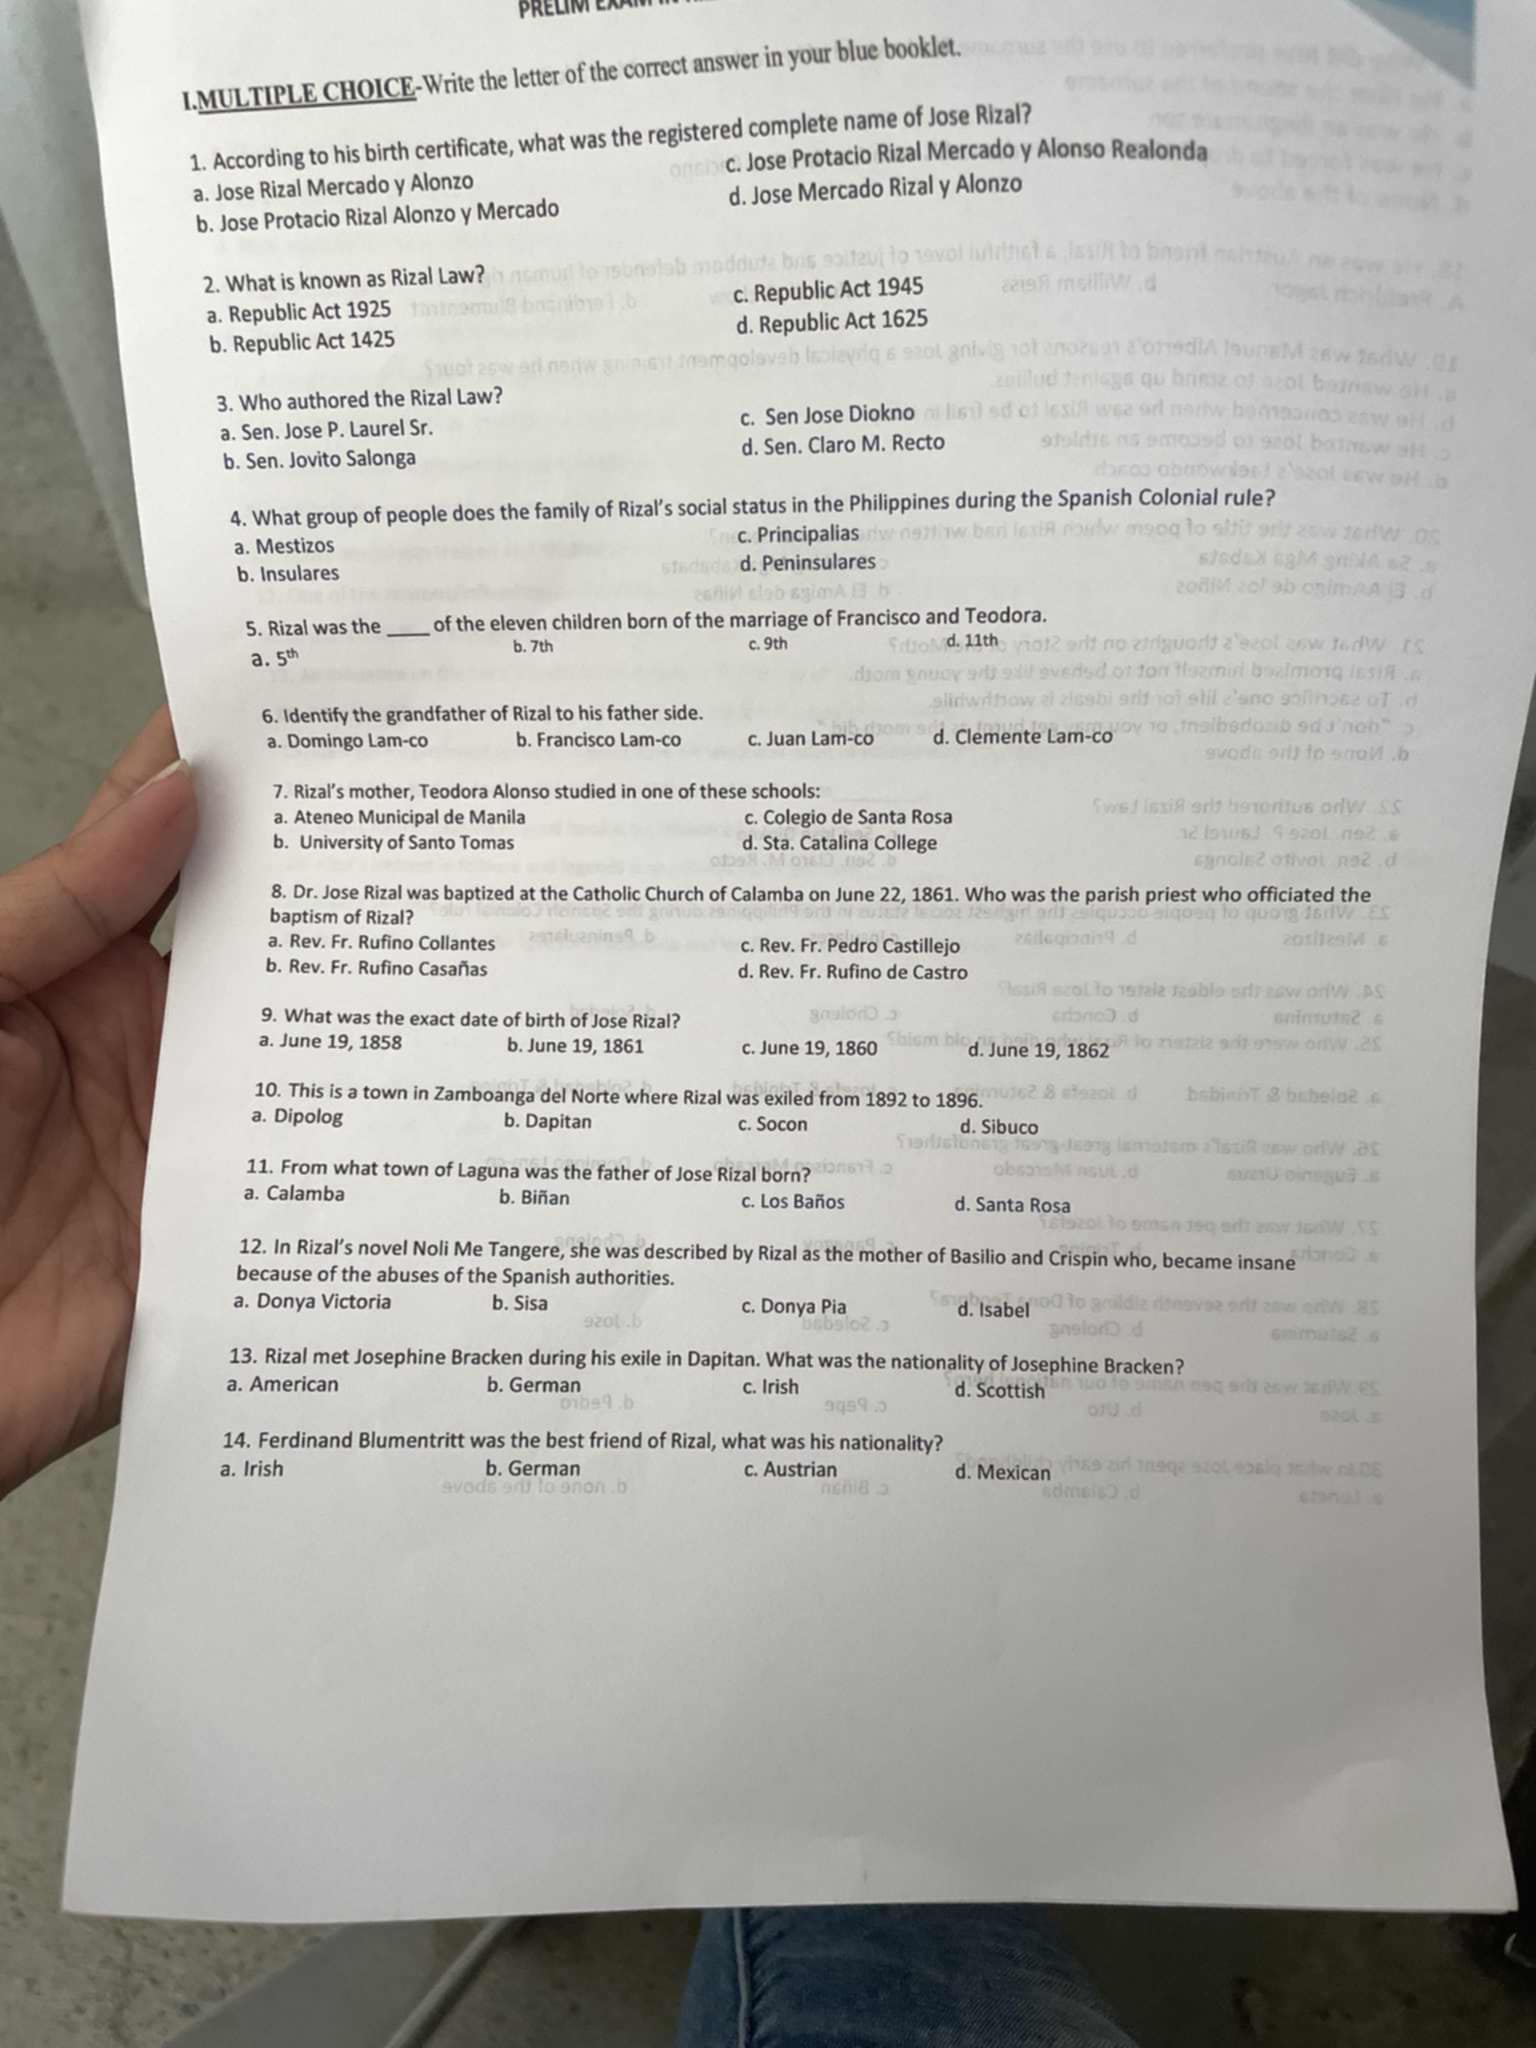 PRELIM EXAM IN
I.MULTIPLE CHOICE-Write the letter of the correct answer in your blue booklet.
1. According to his birth certificate, what was the registered complete name of Jose Rizal?
a. Jose Rizal Mercado y Alonzo
c. Jose Protacio Rizal Mercado y Alonso Realonda
b. Jose Protacio Rizal Alonzo y Mercado
d. Jose Mercado Rizal y Alonzo
2. What is known as Rizal Law?
a. Republic Act 1925
c. Republic Act 1945
b. Republic Act 1425
d. Republic Act 1625
3. Who authored the Rizal Law?
a. Sen. Jose P. Laurel Sr.
c. Sen Jose Diokno
b. Sen. Jovito Salonga
d. Sen. Claro M. Recto
4. What group of people does the family of Rizal's social status in the Philippines during the Spanish Colonial rule?
a. Mestizos
c. Principalias
b. Insulares
d. Peninsulares
5. Rizal was the ____ of the eleven children born of the marriage of Francisco and Teodora.
a. 5th b. 7th c. 9th d. 11th
6. Identify the grandfather of Rizal to his father side.
a. Domingo Lam-co b. Francisco Lam-co c. Juan Lam-co d. Clemente Lam-co
7. Rizal's mother, Teodora Alonso studied in one of these schools:
a. Ateneo Municipal de Manila c. Colegio de Santa Rosa
b. University of Santo Tomas d. Sta. Catalina College
8. Dr. Jose Rizal was baptized at the Catholic Church of Calamba on June 22, 1861. Who was the parish priest who officiated the
baptism of Rizal?
a. Rev. Fr. Rufino Collantes c. Rev. Fr. Pedro Castillejo
b. Rev. Fr. Rufino Casañas d. Rev. Fr. Rufino de Castro
9. What was the exact date of birth of Jose Rizal?
a. June 19, 1858 b. June 19, 1861 c. June 19, 1860 d. June 19, 1862
10. This is a town in Zamboanga del Norte where Rizal was exiled from 1892 to 1896.
a. Dipolog b. Dapitan c. Socon d. Sibuco
11. From what town of Laguna was the father of Jose Rizal born?
a. Calamba b. Biñan c. Los Baños d. Santa Rosa
12. In Rizal's novel Noli Me Tangere, she was described by Rizal as the mother of Basilio and Crispin who, became insane
because of the abuses of the Spanish authorities.
a. Donya Victoria b. Sisa c. Donya Pia d. Isabel
13. Rizal met Josephine Bracken during his exile in Dapitan. What was the nationality of Josephine Bracken?
a. American b. German c. Irish d. Scottish
14. Ferdinand Blumentritt was the best friend of Rizal, what was his nationality?
a. Irish b. German c. Austrian d. Mexican